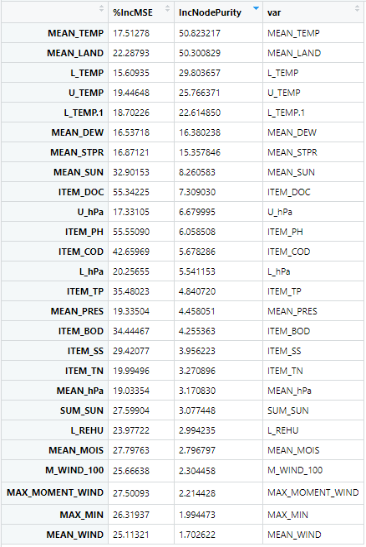 %IncMSE IncNodePurity var
MEAN_TEMP 17.51278 50.823217 MEAN_TEMP
MEAN_LAND 22.28793 50.300829 MEAN_LAND
L_TEMP 15.60935 29.803657 L_TEMP
U_TEMP 19.44648 25.766371 U_TEMP
L_TEMP.1 18.70226 22.614850 L_TEMP.1
MEAN_DEW 16.53718 16.380238 MEAN_DEW
MEAN_STPR 16.87121 15.357846 MEAN_STPR
MEAN_SUN 32.90153 8.260583 MEAN_SUN
ITEM_DOC 55.34225 7.309030 ITEM_DOC
U_hPa 17.33105 6.679995 U_hPa
ITEM_PH 55.55090 6.058508 ITEM_PH
ITEM_COD 42.65969 5.678286 ITEM_COD
L_hPa 20.25655 5.541153 L_hPa
ITEM_TP 35.48023 4.840720 ITEM_TP
MEAN_PRES 19.33504 4.458051 MEAN_PRES
ITEM_BOD 34.44467 4.255363 ITEM_BOD
ITEM_SS 29.42077 3.956223 ITEM_SS
ITEM_TN 19.99496 3.270896 ITEM_TN
MEAN_hPa 19.03354 3.170830 MEAN_hPa
SUM_SUN 27.59904 3.077448 SUM_SUN
L_REHU 23.97722 2.994235 L_REHU
MEAN_MOIS 27.79763 2.796797 MEAN_MOIS
M_WIND_100 25.66638 2.304458 M_WIND_100
MAX_MOMENT_WIND 27.50093 2.214428 MAX_MOMENT_WIND
MAX_MIN 26.31937 1.994473 MAX_MIN
MEAN_WIND 25.11321 1.702622 MEAN_WIND